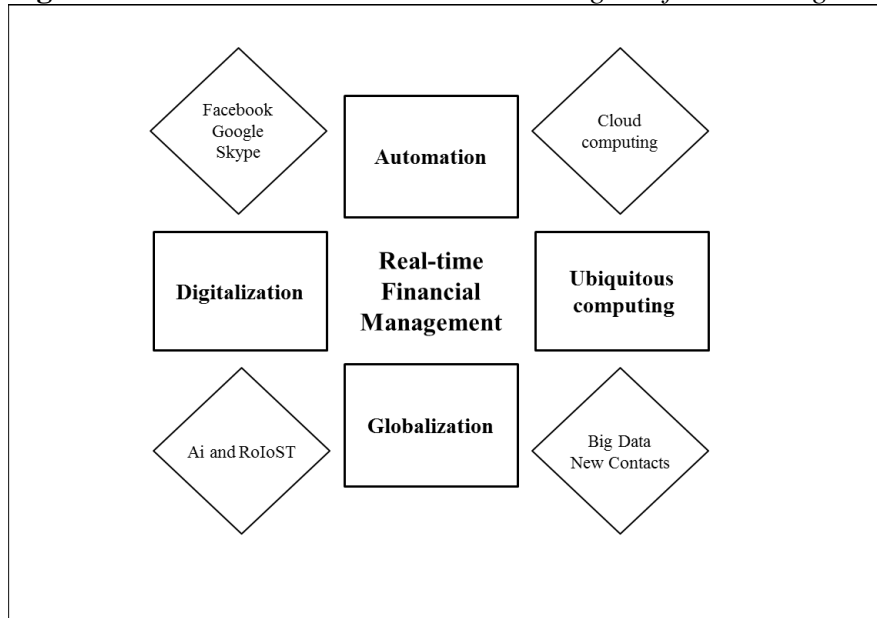 Facebook
Google
Skype
Automation
Cloud
computing
Digitalization
Real-time
Financial
Management
Ubiquitous
computing
Ai and RoIoST
Globalization
Big Data
New Contacts